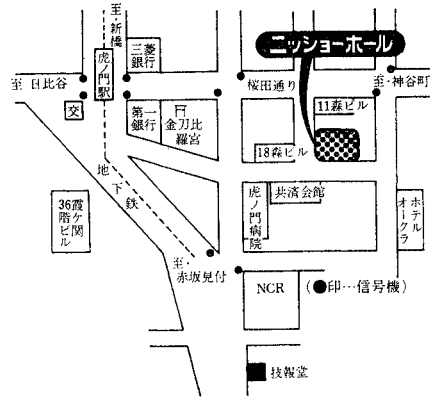 至・新橋
ニッショーホール
三菱
銀行
虎ノ門駅
至 日比谷
桜田通り
至・神谷町
交
第一
銀行
金刀比
羅宮
11森ビル
18森ビル
地下鉄
虎ノ門病院
共済会館
ホテル
オークラ
霞ケ関
ビル
36階
至・
赤坂見付
NCR
(●印…信号機)
技報堂